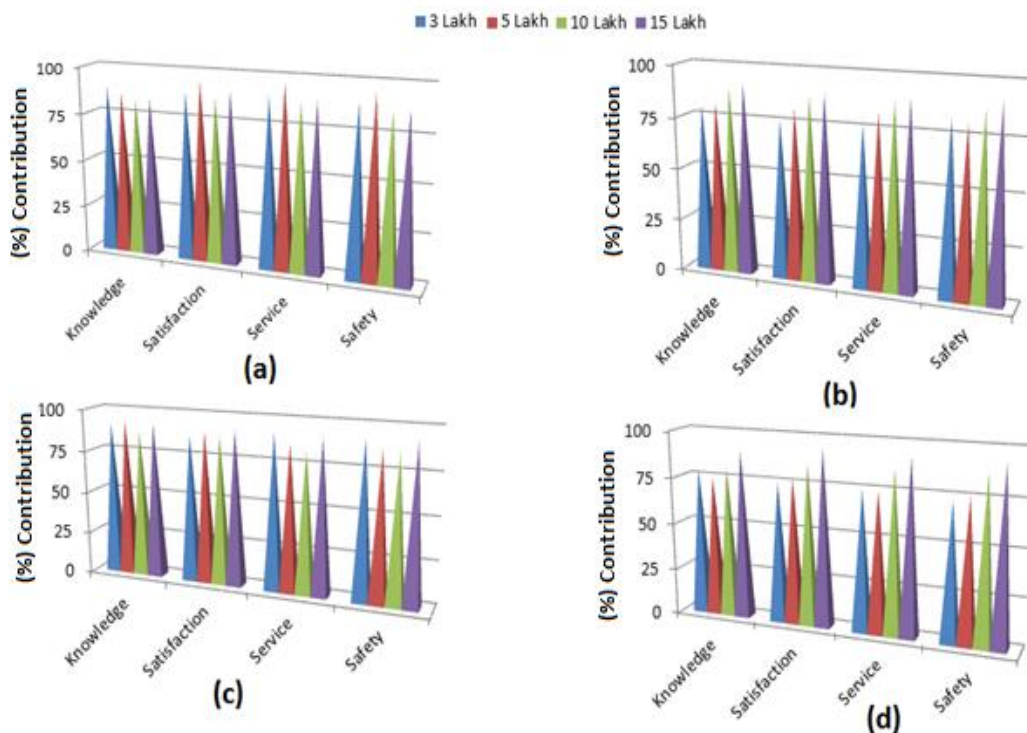 3 Lakh 5 Lakh 10 Lakh 15 Lakh
(%) Contribution
100
75
50
25
0
Knowledge
Satisfaction
Service
Safety
(a)
(%) Contribution
100
75
50
25
0
Knowledge
Satisfaction
Service
Safety
(b)
(%) Contribution
100
75
50
25
0
Knowledge
Satisfaction
Service
Safety
(c)
(%) Contribution
100
75
50
25
0
Knowledge
Satisfaction
Service
Safety
(d)